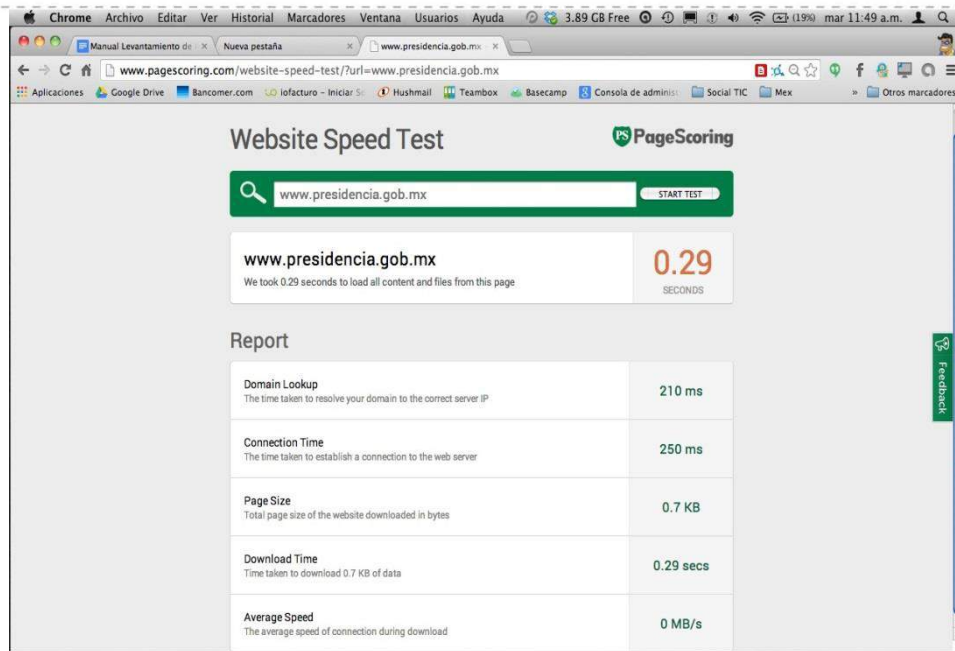 Chrome Archivo Editar Ver Historial Marcadores Ventana Usuarios Ayuda 3.89 GB Free (19%) mar 11:49 a.m.
Manual Levantamiento de Nueva pestaña www.presidencia.gob.mx
www.pagescoring.com/website-speed-test/?url=www.presidencia.gob.mx
Aplicaciones Google Drive Bancomer.com iofacturo - Iniciar Se Hushmail Teambox Basecamp Consola de administ Social TIC Mex » Otros marcadores
Website Speed Test
PS PageScoring
www.presidencia.gob.mx START TEST
www.presidencia.gob.mx
We took 0.29 seconds to load all content and files from this page
0.29
SECONDS
Report
Feedback
Domain Lookup
The time taken to resolve your domain to the correct server IP
210 ms
Connection Time
The time taken to establish a connection to the web server
250 ms
Page Size
Total page size of the website downloaded in bytes
0.7 KB
Download Time
Time taken to download 0.7 KB of data
0.29 secs
Average Speed
The average speed of connection during download
0 MB/s